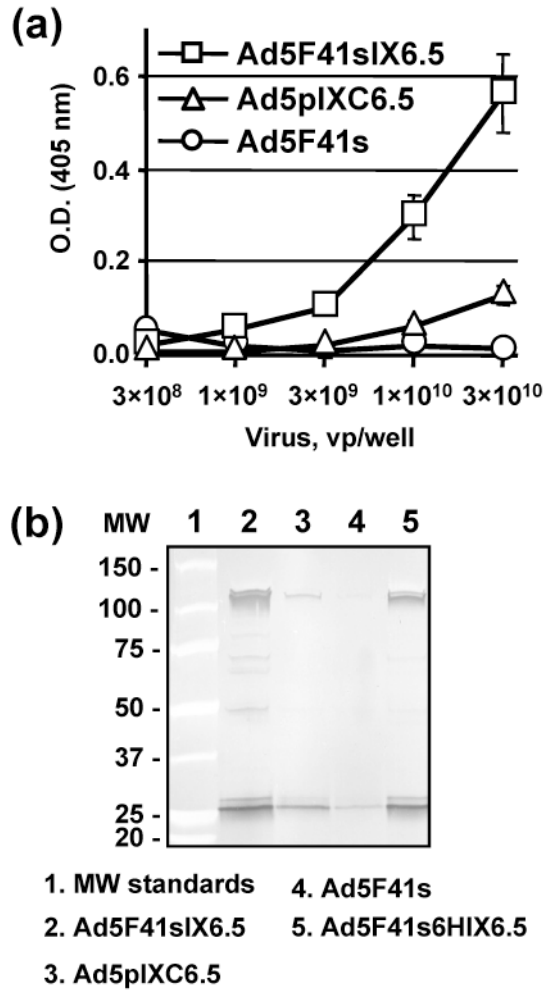 (a)
Ad5F41sIX6.5
Ad5pIXC6.5
Ad5F41s
O.D. (405 nm)
0.6
0.4
0.2
0.0
3×10⁸ 1×10⁹ 3×10⁹ 1×10¹⁰ 3×10¹⁰
Virus, vp/well
(b) MW 1 2 3 4 5
150 -
100 -
75 -
50 -
37 -
25 -
20 -
1. MW standards
2. Ad5F41sIX6.5
3. Ad5pIXC6.5
4. Ad5F41s
5. Ad5F41s6HIX6.5